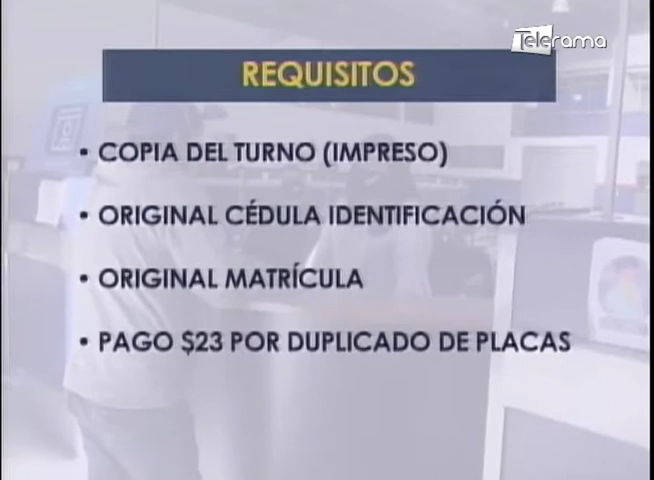 Telerama
REQUISITOS
• COPIA DEL TURNO (IMPRESO)
• ORIGINAL CÉDULA IDENTIFICACIÓN
• ORIGINAL MATRÍCULA
• PAGO $23 POR DUPLICADO DE PLACAS